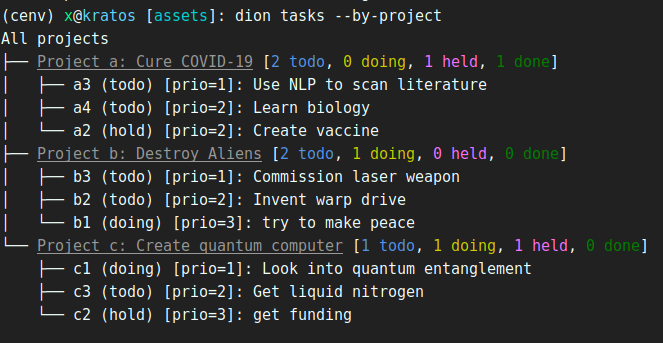 (cenv) x@kratos [assets]: dion tasks --by-project
All projects
├── Project a: Cure COVID-19 [2 todo, 0 doing, 1 held, 1 done]
│   ├── a3 (todo) [prio=1]: Use NLP to scan literature
│   ├── a4 (todo) [prio=2]: Learn biology
│   └── a2 (hold) [prio=2]: Create vaccine
├── Project b: Destroy Aliens [2 todo, 1 doing, 0 held, 0 done]
│   ├── b3 (todo) [prio=1]: Commission laser weapon
│   ├── b2 (todo) [prio=2]: Invent warp drive
│   └── b1 (doing) [prio=3]: try to make peace
└── Project c: Create quantum computer [1 todo, 1 doing, 1 held, 0 done]
    ├── c1 (doing) [prio=1]: Look into quantum entanglement
    ├── c3 (todo) [prio=2]: Get liquid nitrogen
    └── c2 (hold) [prio=3]: get funding